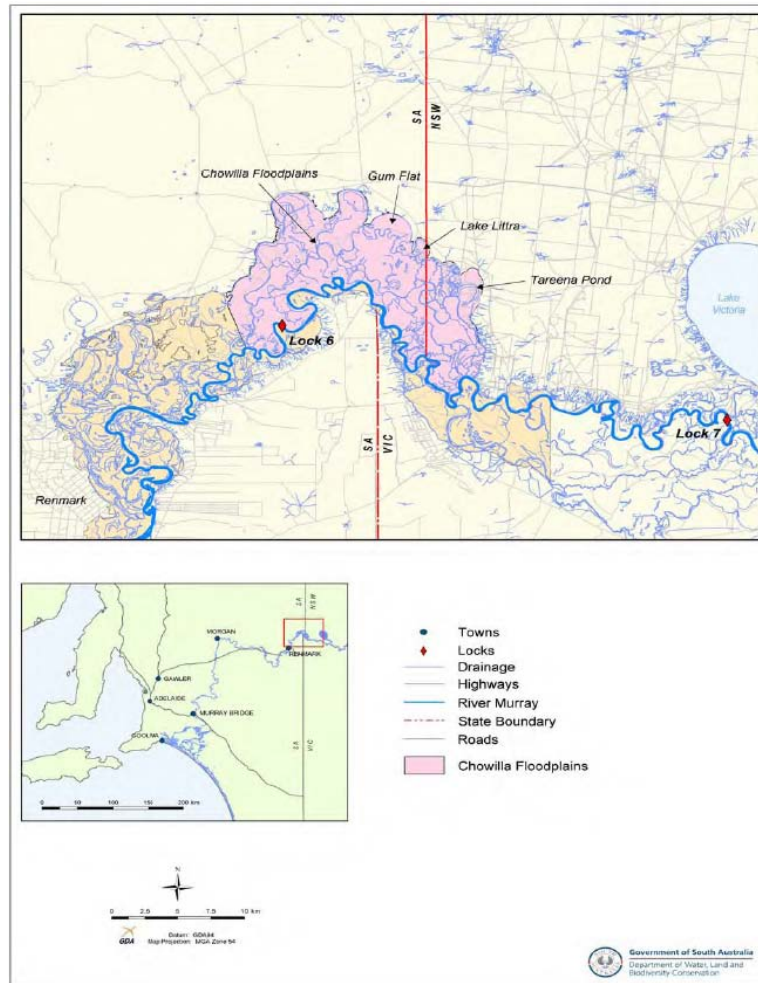 SA
NSW
Chowilla Floodplains
Gum Flat
Lake Littra
Tareena Pond
Lake
Victoria
Lock 6
Lock 7
SA
VIC
Renmark
SA
NSW
MORGAN
RENMARK
GAWLER
ADELAIDE
MURRAY BRIDGE
GOOLWA
SA
VIC
0 25 50 100 150 200 km
Towns
Locks
Drainage
Highways
River Murray
State Boundary
Roads
Chowilla Floodplains
N
0 2.5 5 7.5 10 km
GDA
Datum: GDA94
Map Projection: MGA Zone 54
Government of South Australia
Department of Water, Land and
Biodiversity Conservation